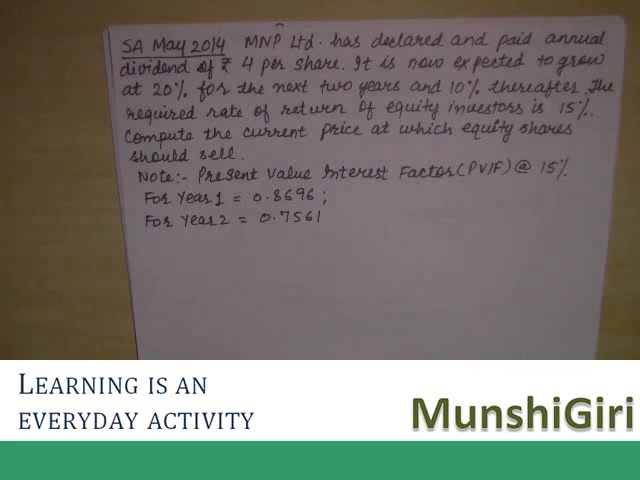 SA May 2014 MNP Ltd. has declared and paid annual
dividend of ₹ 4 per share. It is now expected to grow
at 20% for the next two years and 10% thereafter. The
required rate of return of equity investors is 15%.
Compute the current price at which equity shares
should sell.
Note:- Present Value Interest Factor (PVIF) @ 15%
For Year 1 = 0.8696;
For Year 2 = 0.7561
LEARNING IS AN
EVERYDAY ACTIVITY
MunshiGiri